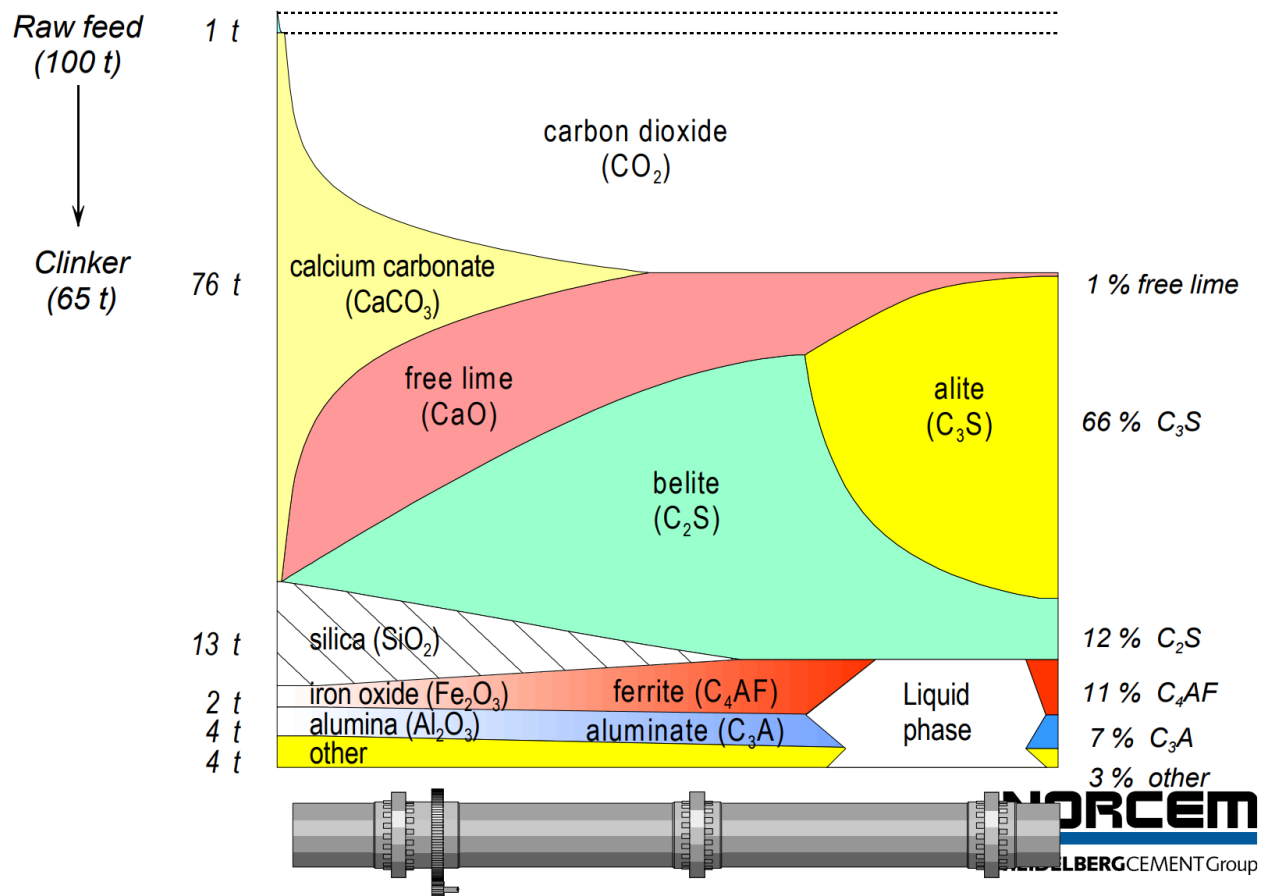 Raw feed
(100 t)
1 t
carbon dioxide
(CO₂)
Clinker
(65 t)
76 t
calcium carbonate
(CaCO₃)
1 % free lime
free lime
(CaO)
alite
(C₃S)
66 % C₃S
belite
(C₂S)
13 t
silica (SiO₂)
12 % C₂S
2 t
iron oxide (Fe₂O₃)
ferrite (C₄AF)
Liquid
phase
11 % C₄AF
4 t
alumina (Al₂O₃)
aluminate (C₃A)
7 % C₃A
4 t
other
3 % other
NORCEM
HEIDELBERGCEMENT Group